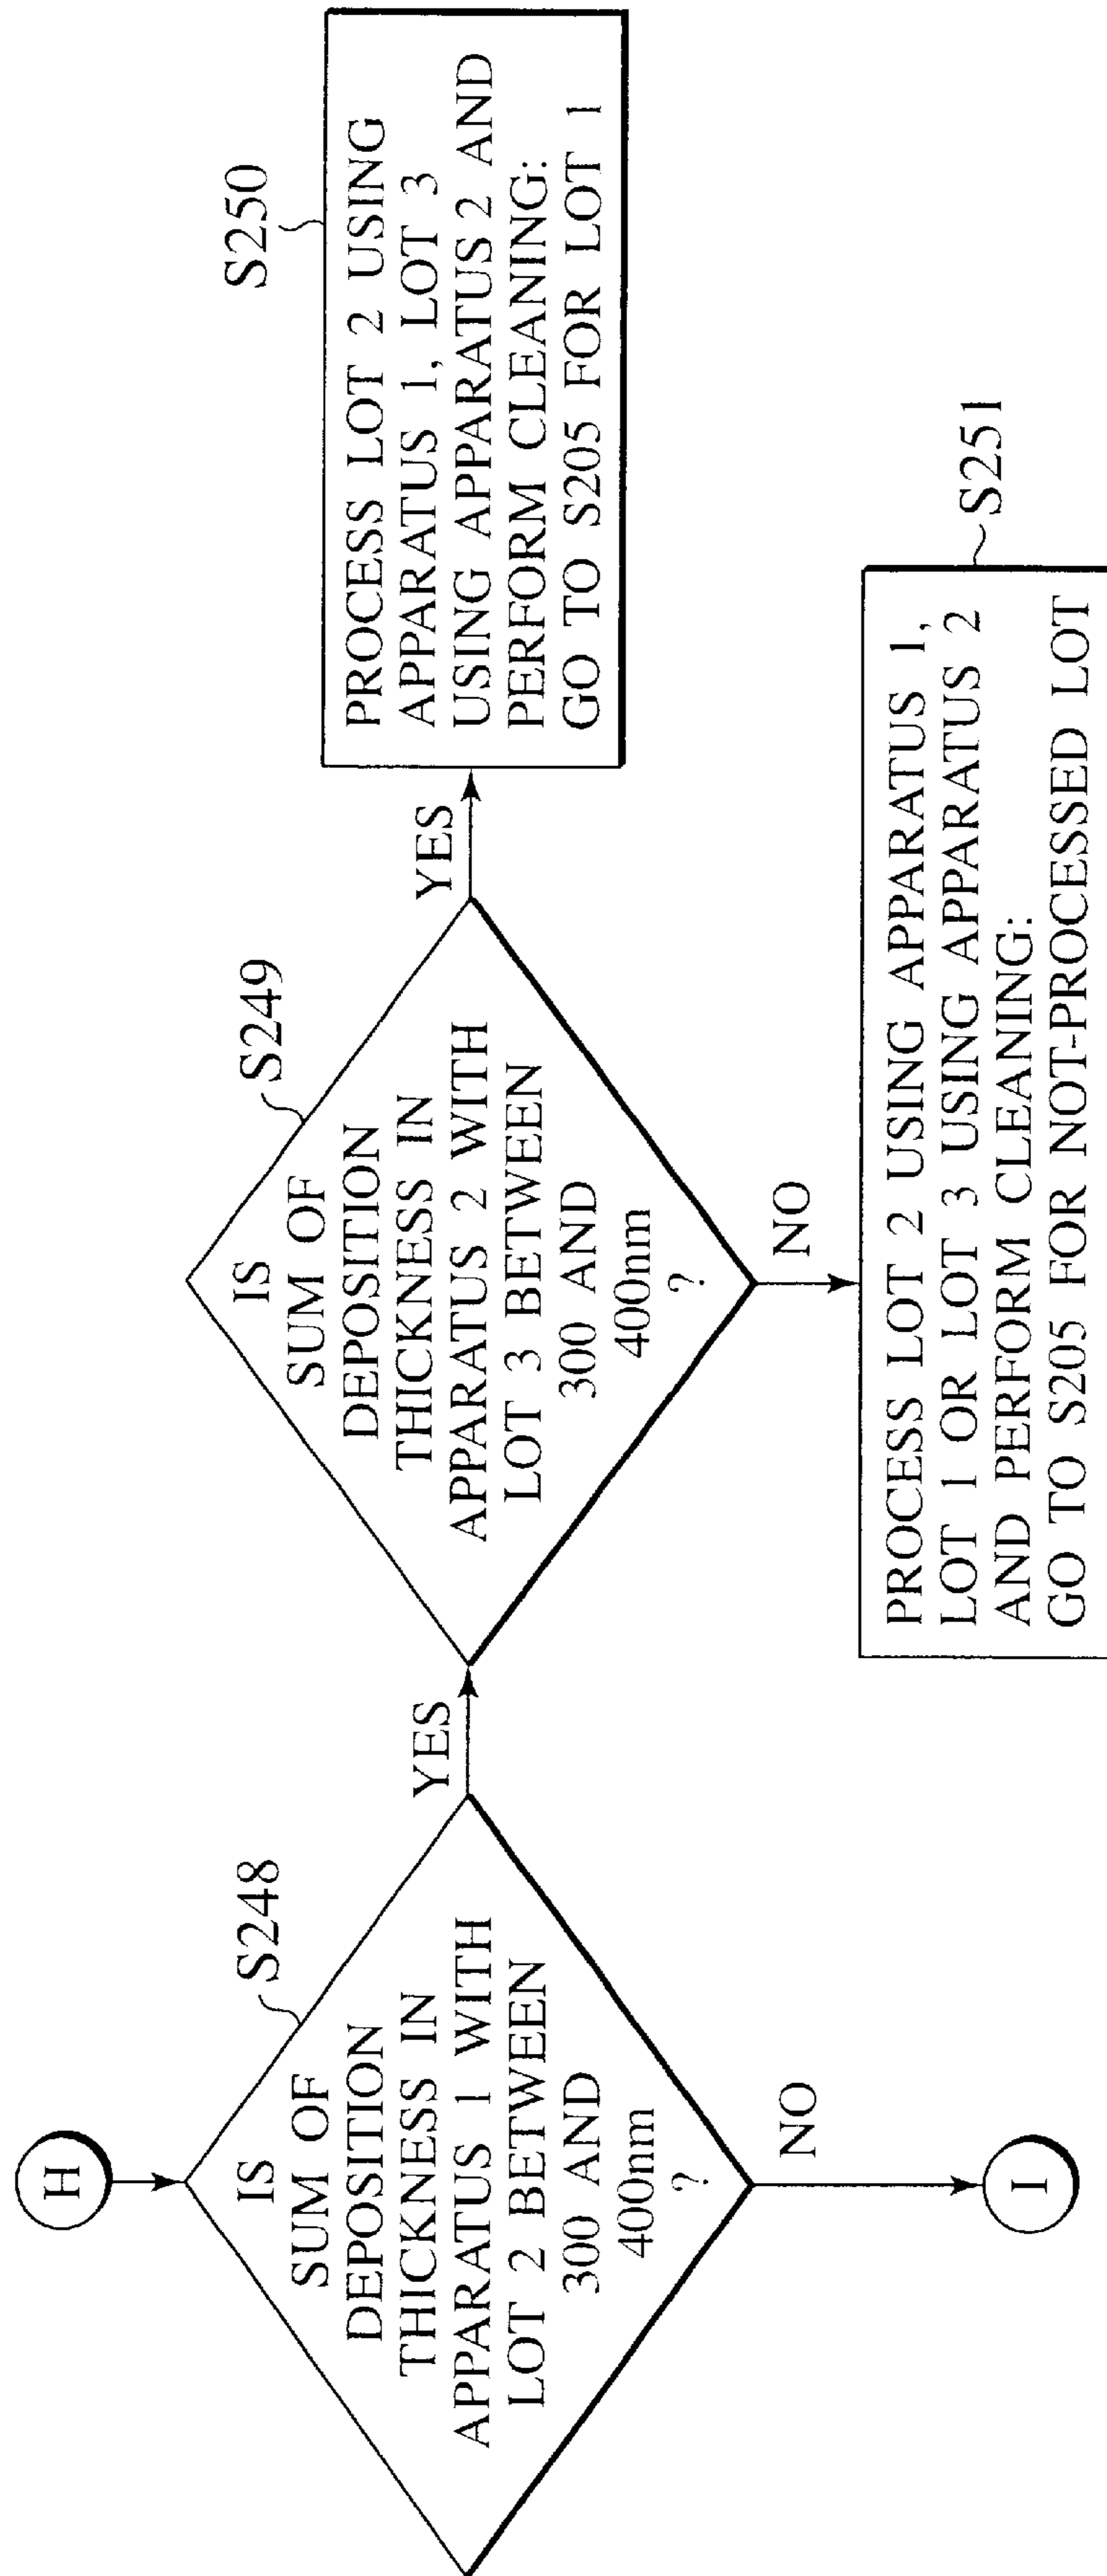 H
S248
IS
SUM OF
DEPOSITION
THICKNESS IN
APPARATUS 1 WITH
LOT 2 BETWEEN
300 AND
400nm
?
NO
I
YES
S249
IS
SUM OF
DEPOSITION
THICKNESS IN
APPARATUS 2 WITH
LOT 3 BETWEEN
300 AND
400nm
?
YES
S250
PROCESS LOT 2 USING
APPARATUS 1, LOT 3
USING APPARATUS 2 AND
PERFORM CLEANING:
GO TO S205 FOR LOT 1
NO
S251
PROCESS LOT 2 USING APPARATUS 1,
LOT 1 OR LOT 3 USING APPARATUS 2
AND PERFORM CLEANING:
GO TO S205 FOR NOT-PROCESSED LOT